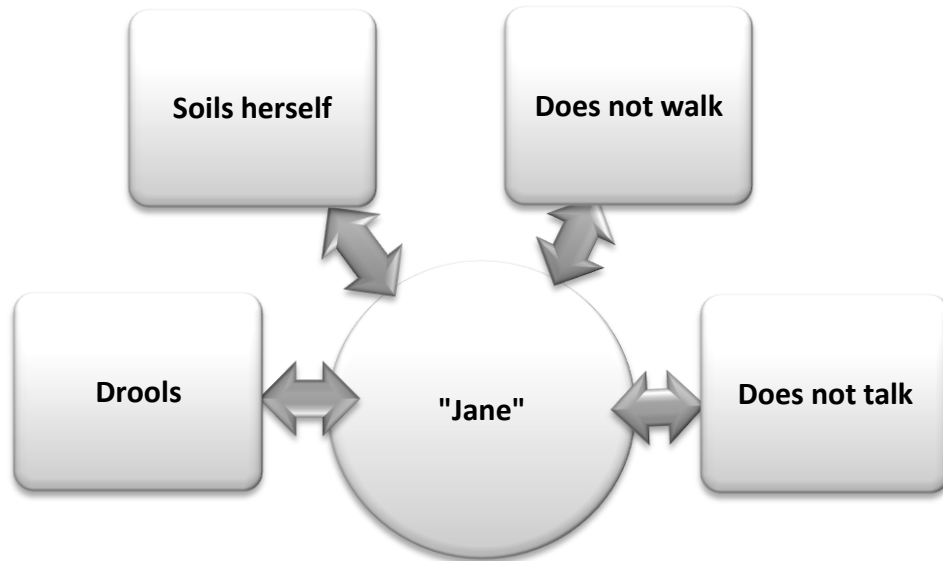 Soils herself
Does not walk
Drools
"Jane"
Does not talk